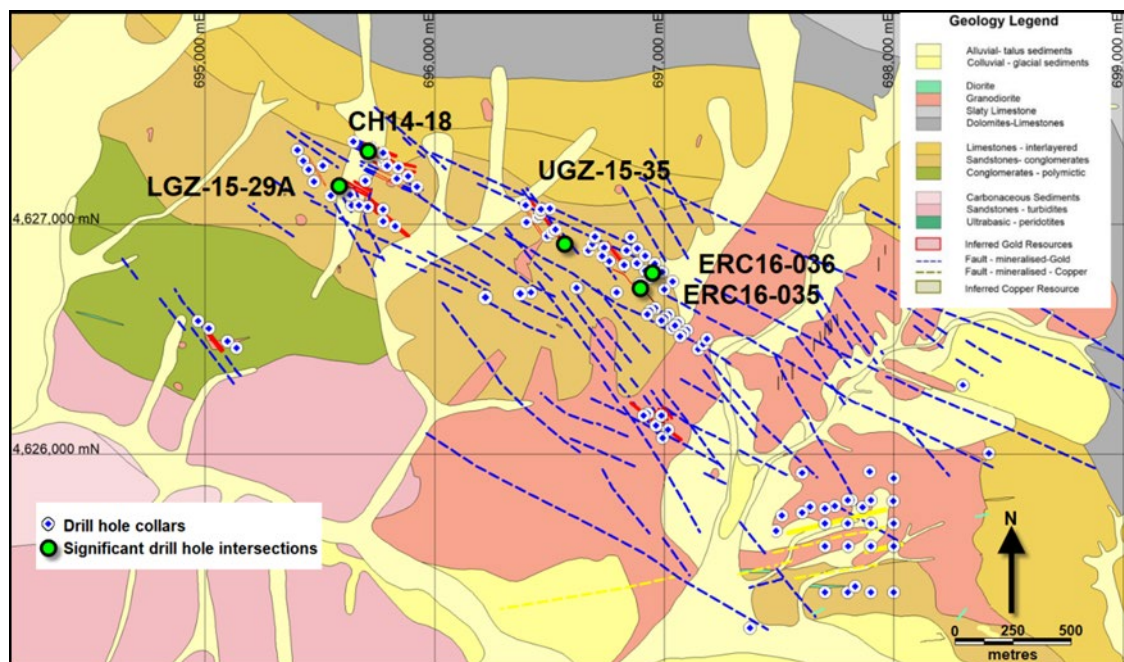 695,000 mE
696,000 mE
697,000 mE
698,000 mE
699,000 mE
Geology Legend
Alluvial- talus sediments
Colluvial - glacial sediments
Diorite
Granodiorite
Slaty Limestone
Dolomites-Limestones
Limestones - interlayered
Sandstones- conglomerates
Conglomerates - polymictic
Carbonaceous Sediments
Sandstones - turbidites
Ultrabasic - peridotites
Inferred Gold Resources
Fault - mineralised-Gold
Fault - mineralised - Copper
Inferred Copper Resource
CH14-18
UGZ-15-35
LGZ-15-29A
4,627,000 mN
ERC16-036
ERC16-035
4,626,000 mN
Drill hole collars
Significant drill hole intersections
N
0 250 500
metres